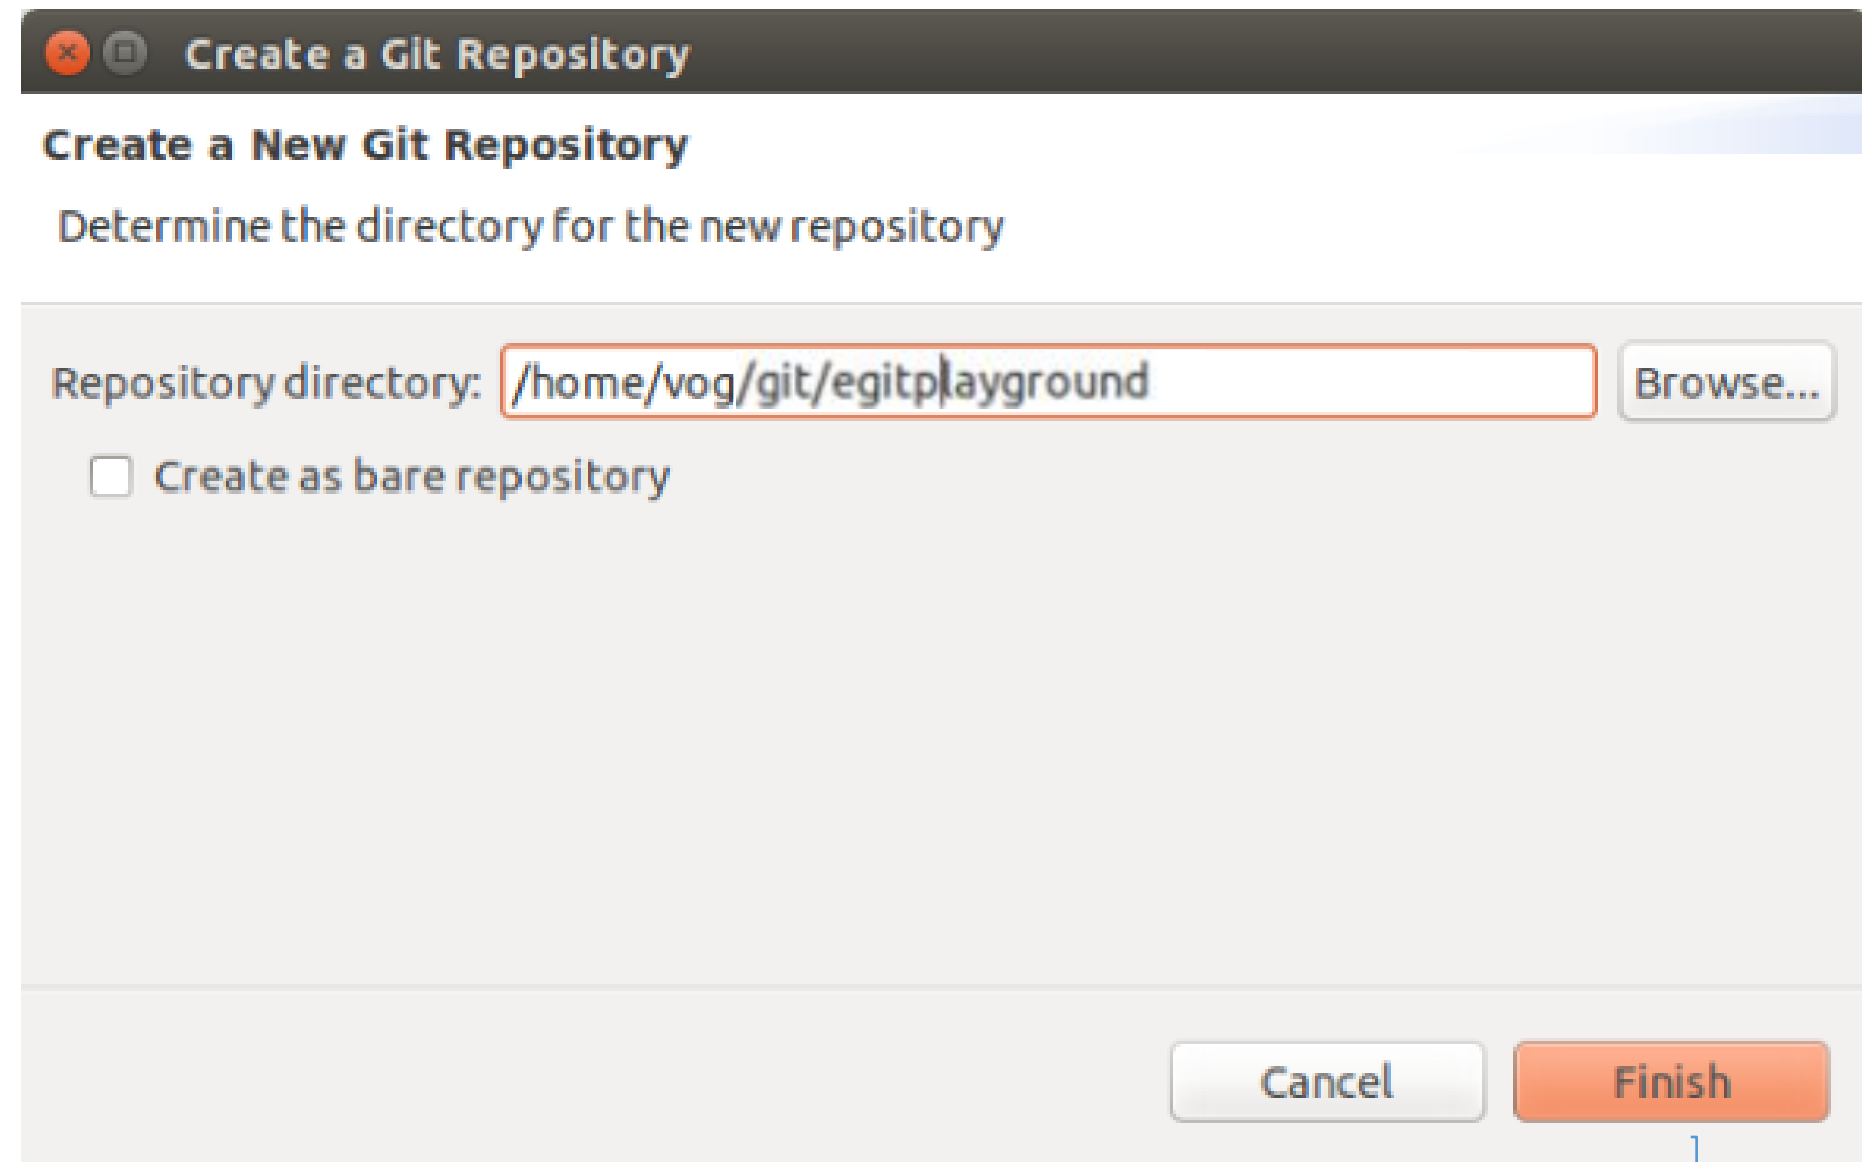 Create a Git Repository
Create a New Git Repository
Determine the directory for the new repository
Repository directory: /home/vog/git/egitplayground Browse...
Create as bare repository
Cancel Finish